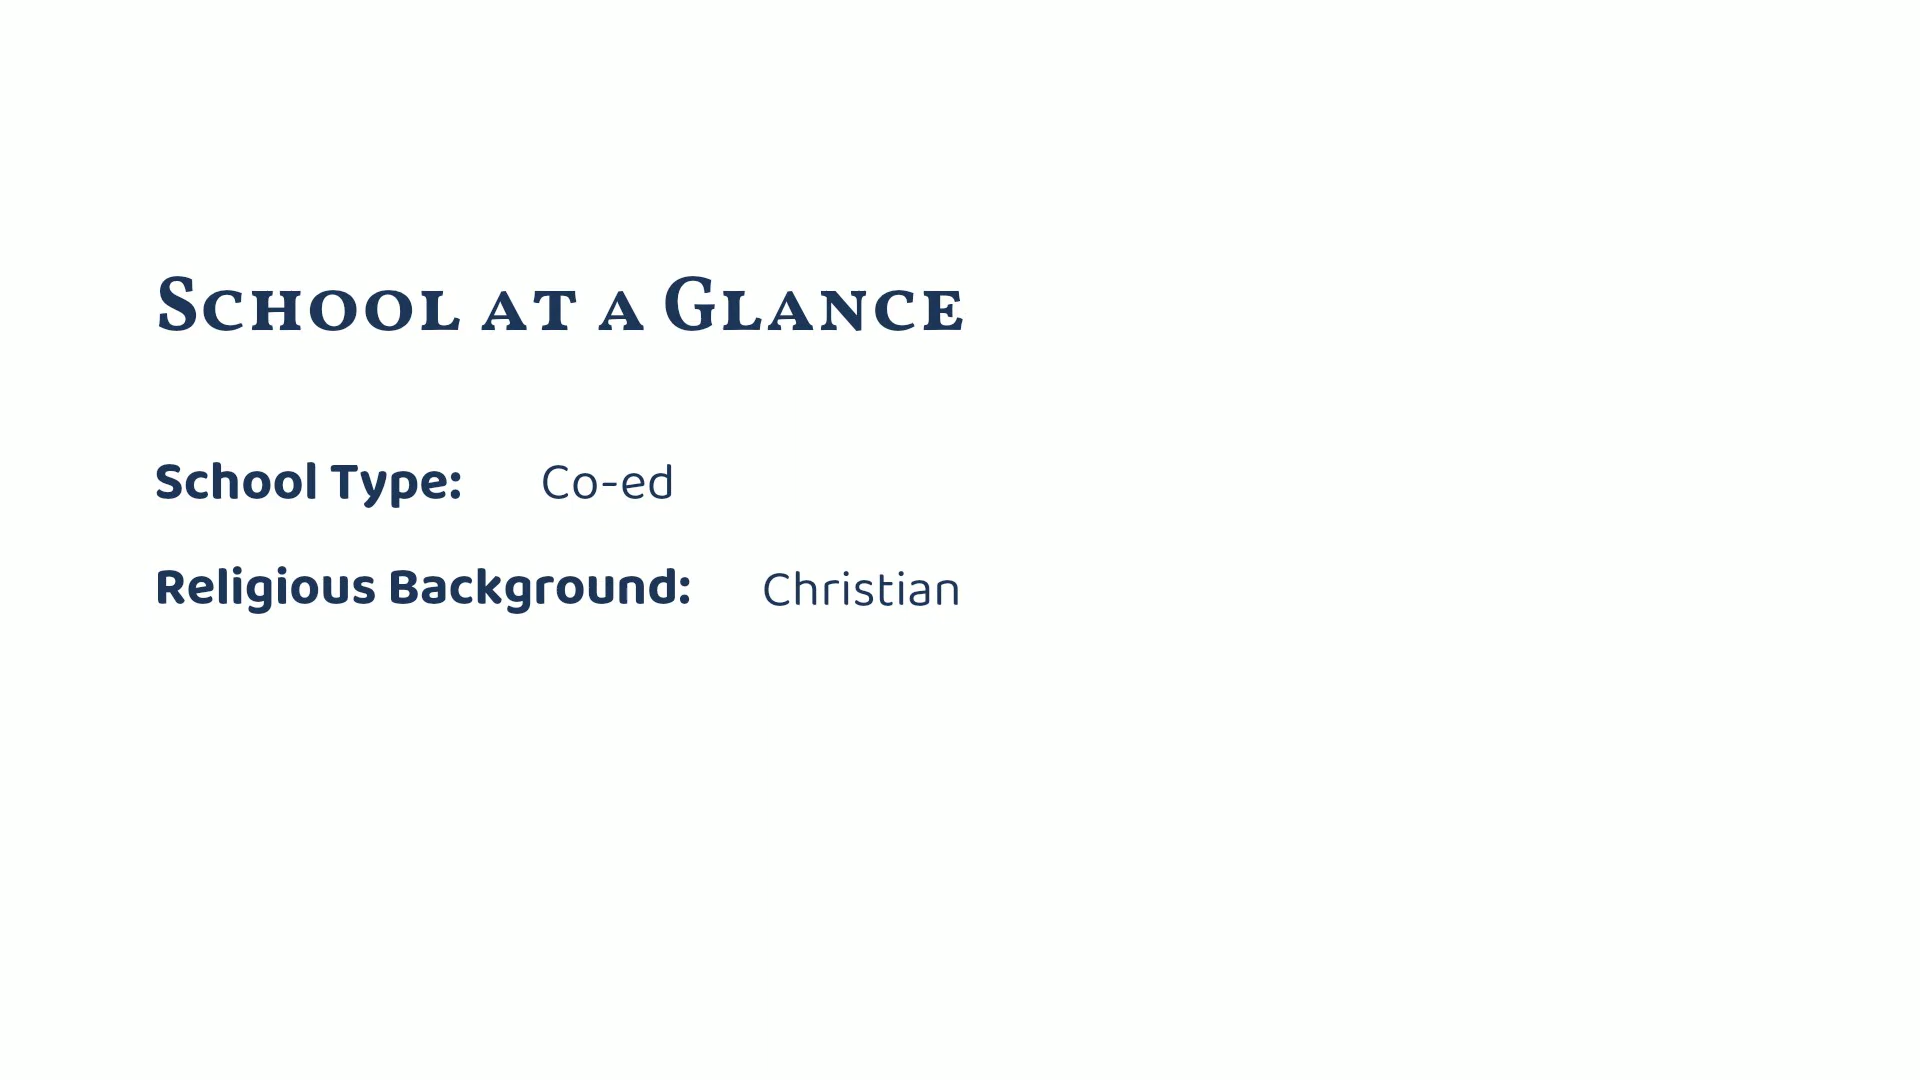 School at a Glance
School Type: Co-ed
Religious Background: Christian